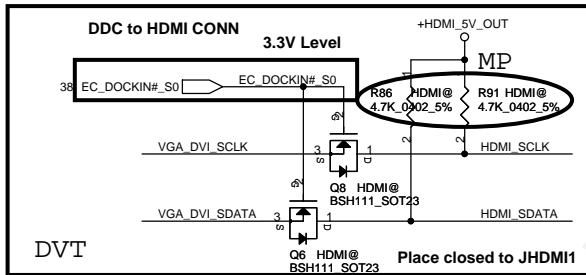 DDC to HDMI CONN
+HDMI_5V_OUT
3.3V Level
MP
38 EC_DOCKIN#_S0
EC_DOCKIN#_S0
R86 HDMI@
4.7K_0402_5%
R91 HDMI@
4.7K_0402_5%
1
1
2
2
2
G
VGA_DVI_SCLK
3
S
1
D
HDMI_SCLK
Q8 HDMI@
BSH111_SOT23
2
G
VGA_DVI_SDATA
3
S
1
D
HDMI_SDATA
DVT
Q6 HDMI@
BSH111_SOT23
Place closed to JHDMI1